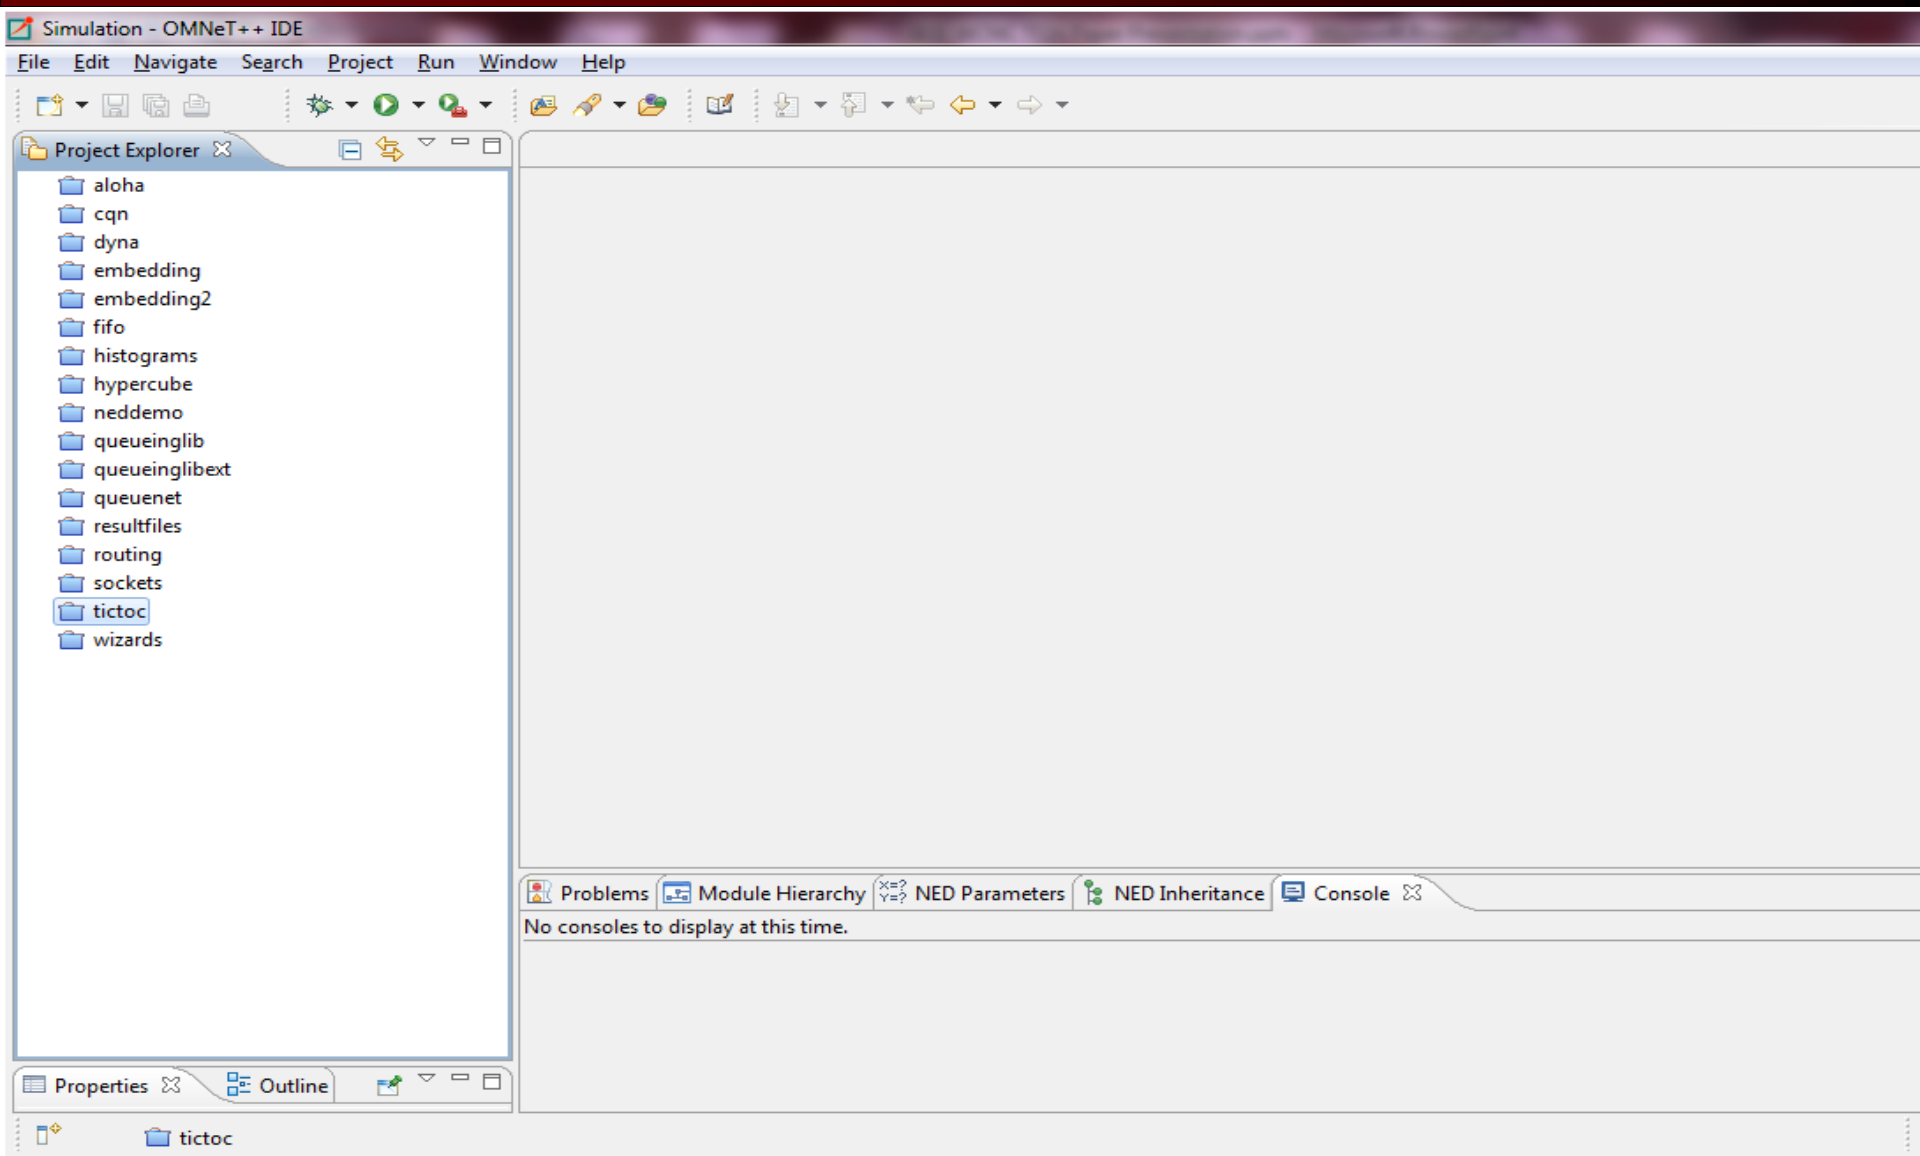 Simulation - OMNeT++ IDE
File Edit Navigate Search Project Run Window Help
Project Explorer
aloha
cqn
dyna
embedding
embedding2
fifo
histograms
hypercube
neddemo
queueinglib
queueinglibext
queuenet
resultfiles
routing
sockets
tictoc
wizards
Problems Module Hierarchy NED Parameters NED Inheritance Console
No consoles to display at this time.
Properties Outline
tictoc